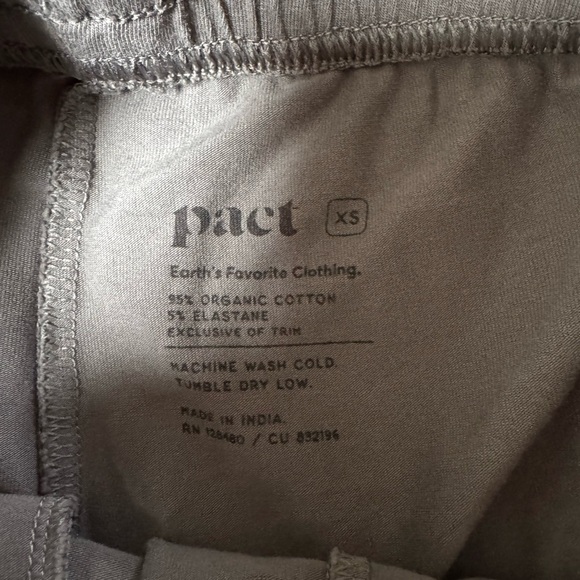 pact XS
Earth's Favorite Clothing.
95% ORGANIC COTTON
5% ELASTANE
EXCLUSIVE OF TRIM
MACHINE WASH COLD.
TUMBLE DRY LOW.
MADE IN INDIA.
RN 128480 / CU 832196